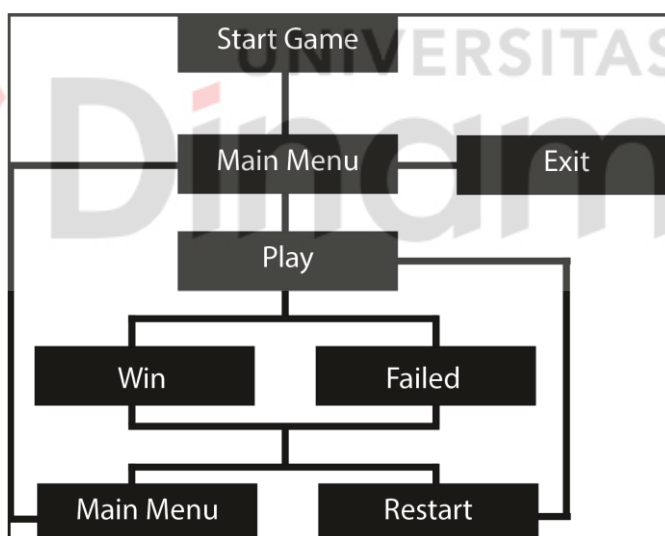 Start Game
UNIVERSITAS
Dinam
Main Menu
Exit
Play
Win
Failed
Main Menu
Restart